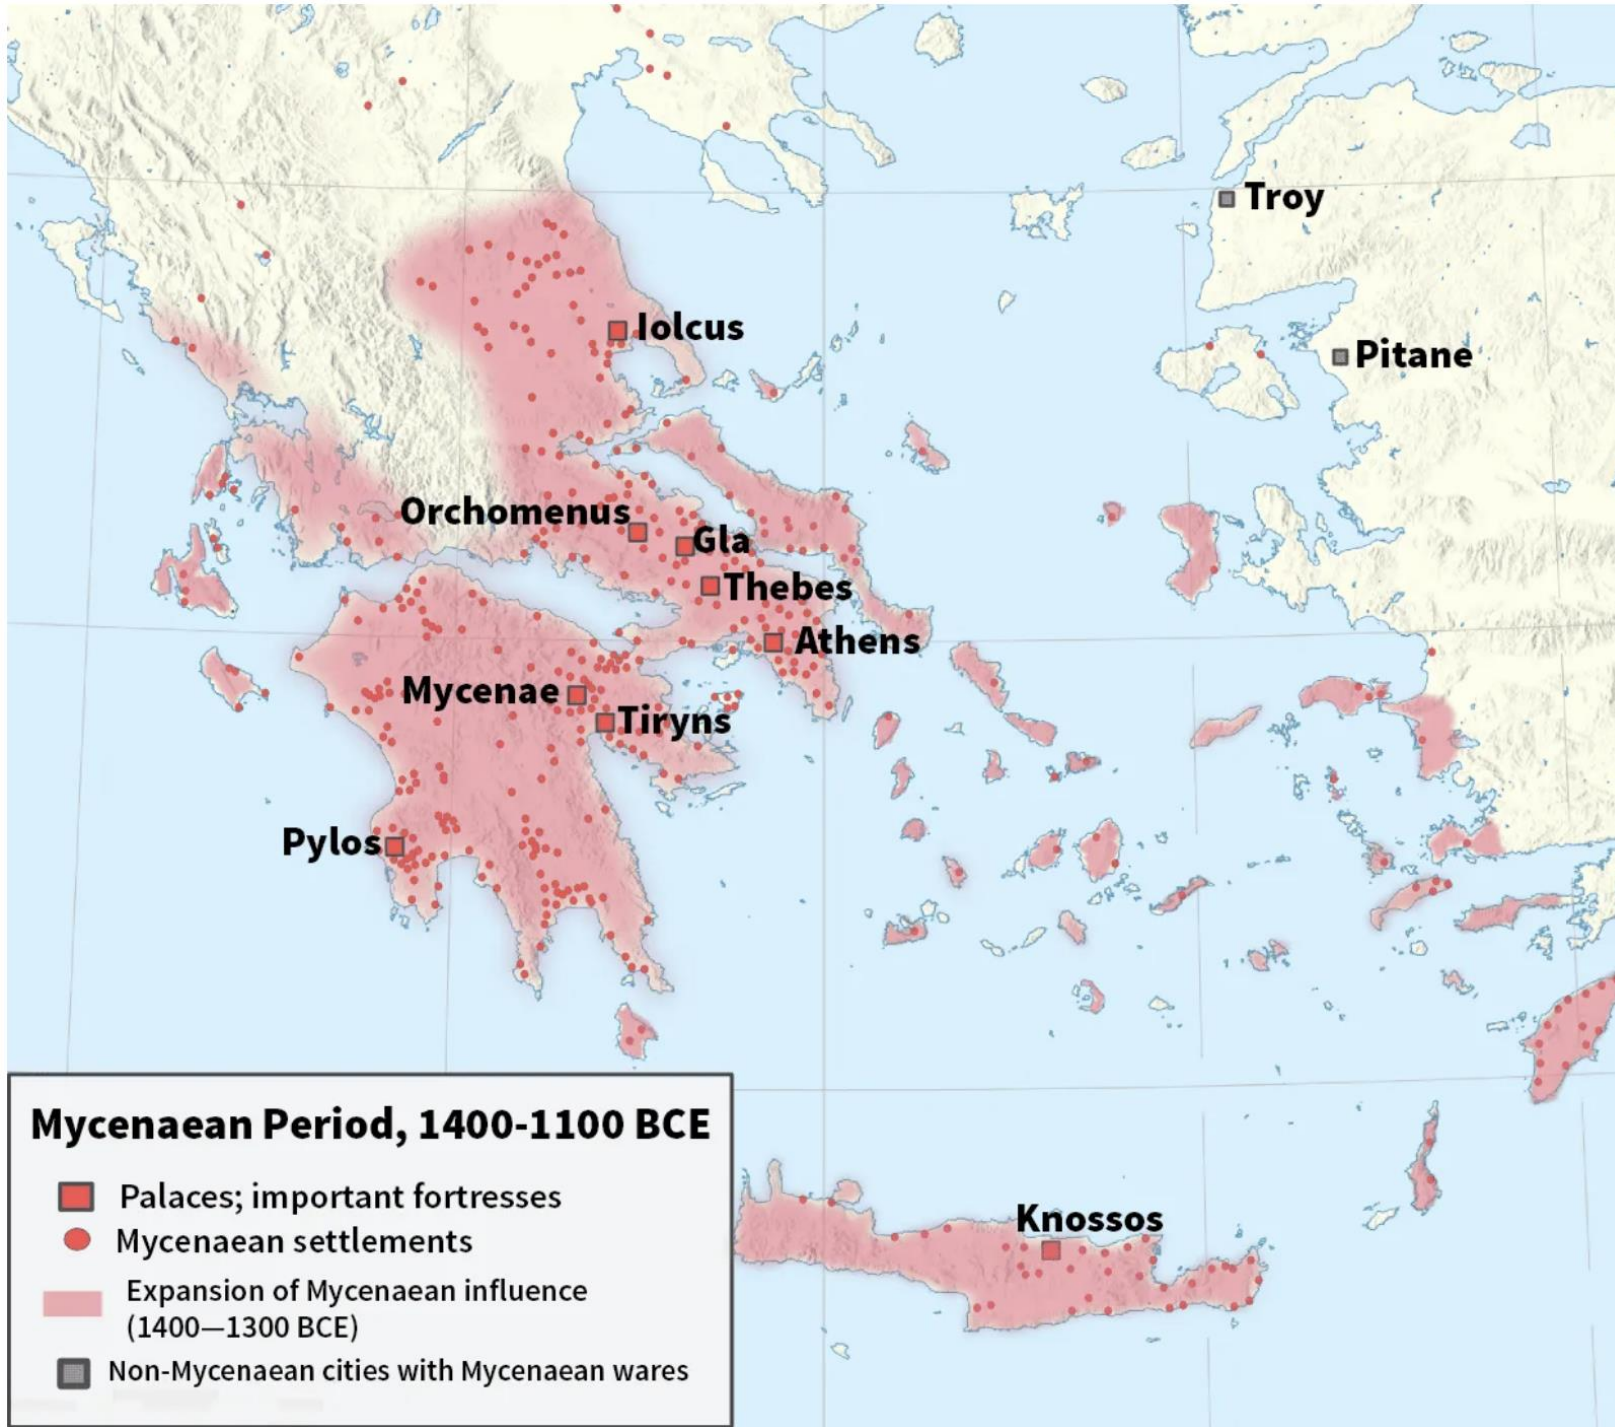 Troy
Iolcus
Pitane
Orchomenus
Gla
Thebes
Athens
Mycenae
Tiryns
Pylos
Knossos
Mycenaean Period, 1400-1100 BCE
Palaces; important fortresses
Mycenaean settlements
Expansion of Mycenaean influence
(1400—1300 BCE)
Non-Mycenaean cities with Mycenaean wares